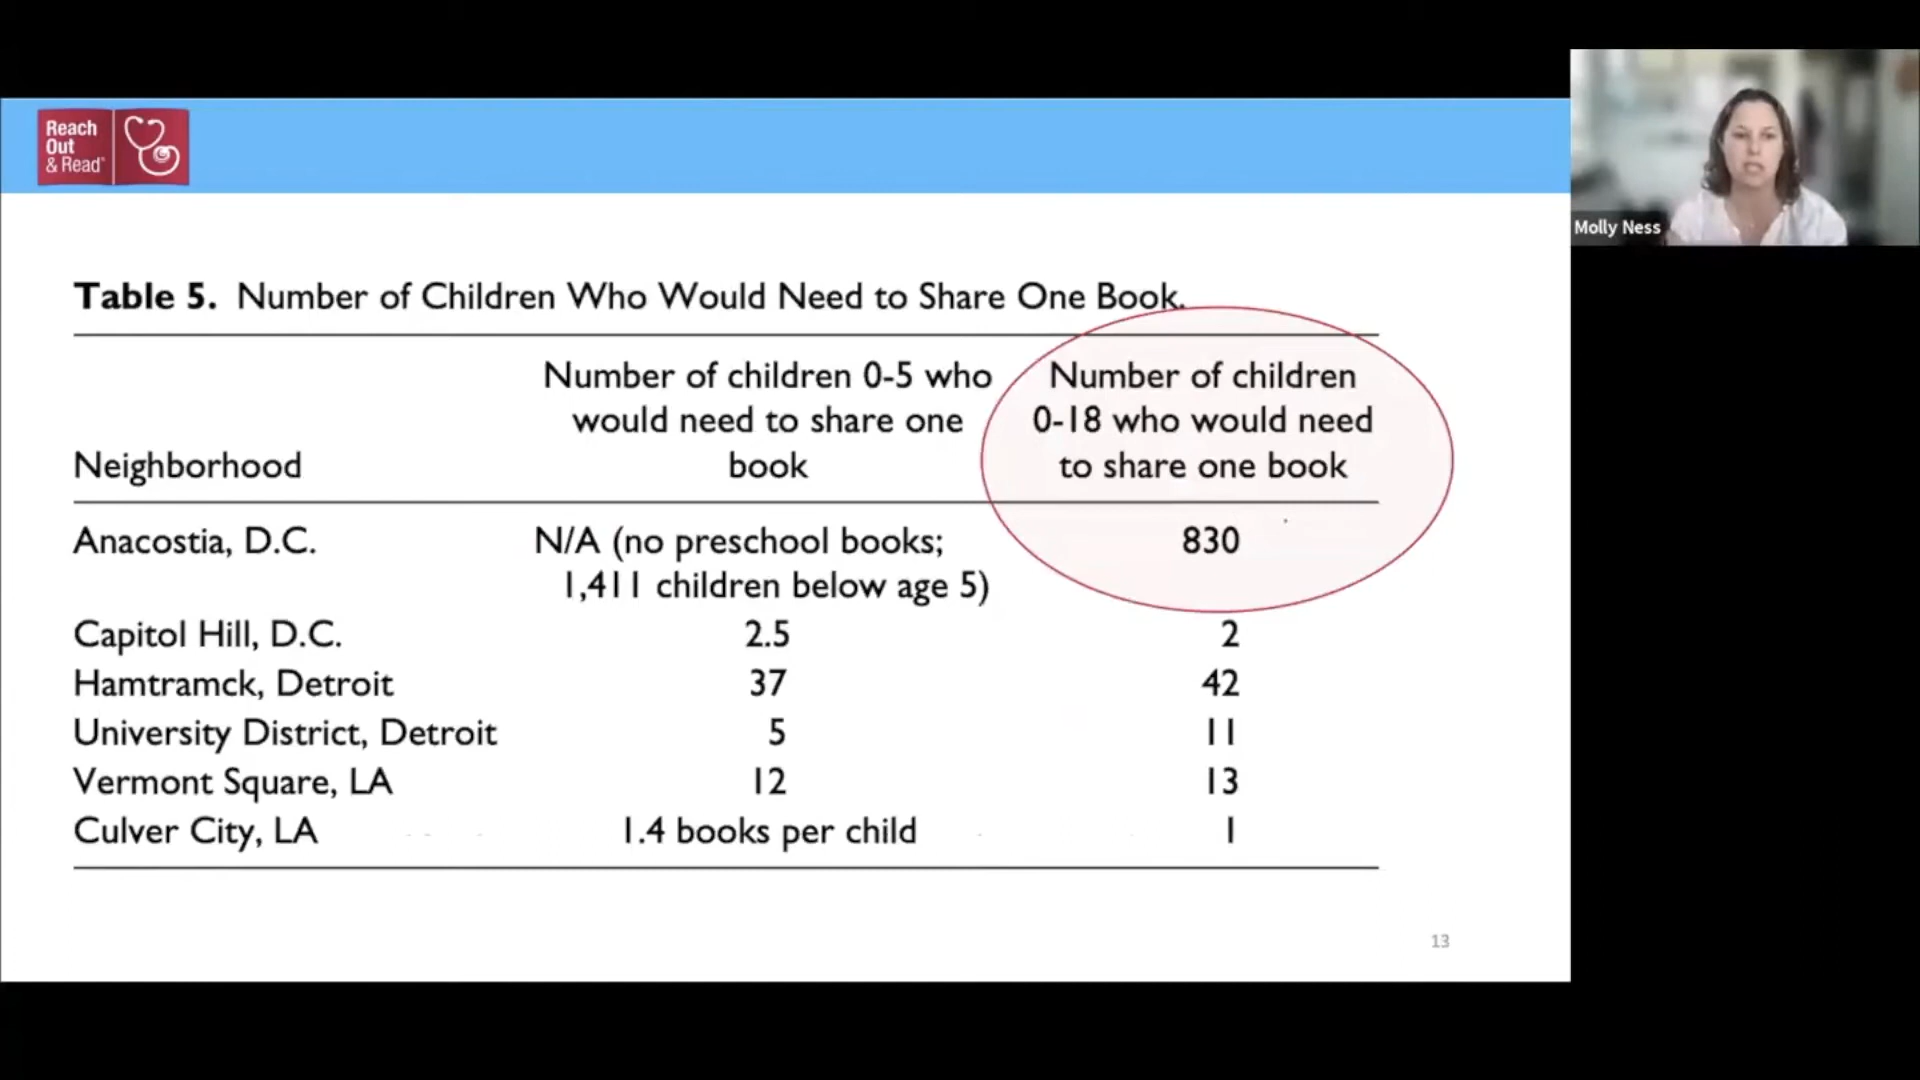 Reach
Out
& Read
Molly Ness
Table 5. Number of Children Who Would Need to Share One Book.
Neighborhood
Number of children 0-5 who
would need to share one
book
Number of children
0-18 who would need
to share one book
Anacostia, D.C. N/A (no preschool books; 830
1,411 children below age 5)
Capitol Hill, D.C. 2.5 2
Hamtramck, Detroit 37 42
University District, Detroit 5 11
Vermont Square, LA 12 13
Culver City, LA 1.4 books per child 1
13